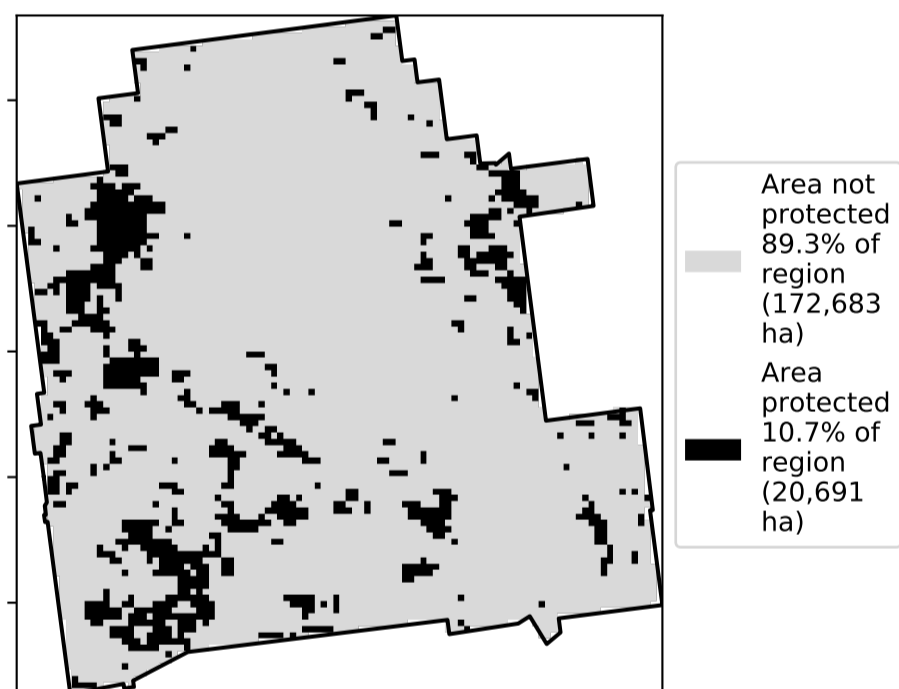 Area not
protected
89.3% of
region
(172,683
ha)
Area
protected
10.7% of
region
(20,691
ha)